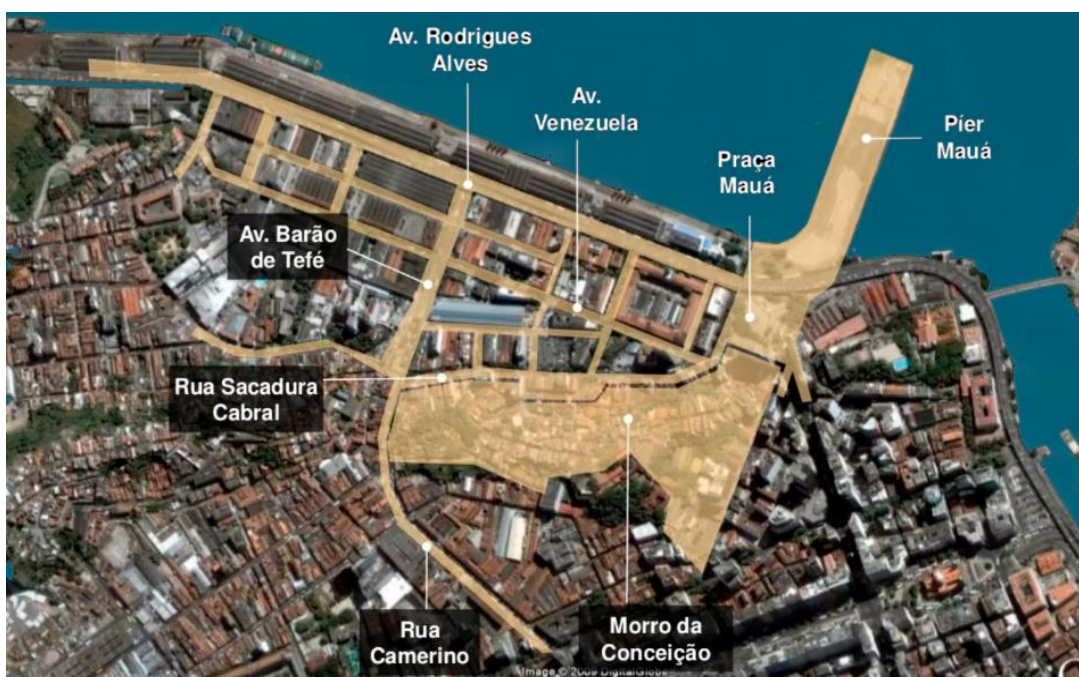 Av. Rodrigues
Alves
Av.
Venezuela
Píer
Mauá
Praça
Mauá
Av. Barão
de Tefé
Rua Sacadura
Cabral
Rua
Camerino
Morro da
Conceição
Image © 2009 DigitalGlobe